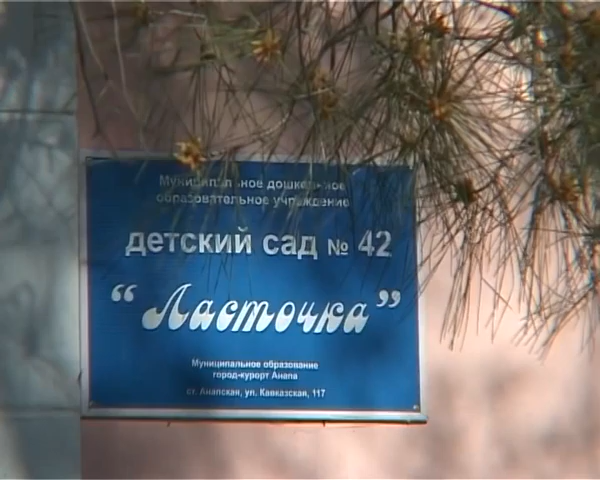 Муниципальное дошкольное
образовательное учреждение
детский сад № 42
“Ласточка”
Муниципальное образование
город-курорт Анапа
ст. Анапская, ул. Кавказская, 117